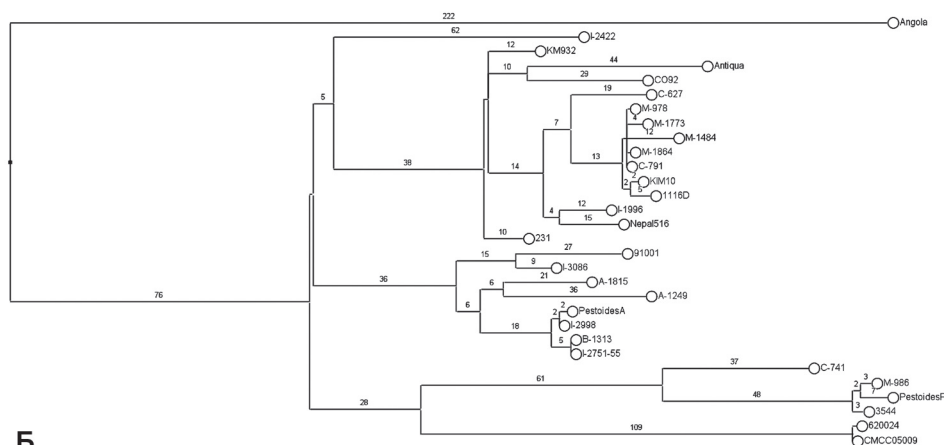 222
Angola
62
I-2422
12
KM932
44
Antiqua
10
29
CO92
5
19
C-627
M-978
7
4
M-1773
12
M-1484
13
M-1864
38
14
C-791
2
KIM10
2
5
1116D
12
I-1996
4
15
Nepal516
10
231
27
91001
15
9
I-3086
36
21
A-1815
6
36
A-1249
76
6
2
PestoidesA
2
18
I-2998
5
B-1313
I-2751-55
37
C-741
61
3
M-986
2
7
PestoidesF
48
28
3
3544
620024
109
CMCC05009
Б